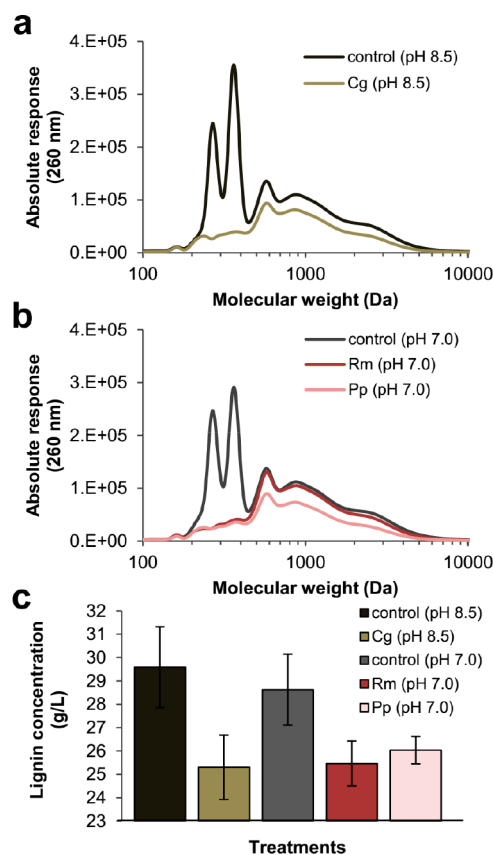 a
4.E+05
3.E+05
2.E+05
1.E+05
0.E+00
Absolute response
(260 nm)
control (pH 8.5)
Cg (pH 8.5)
100
1000
10000
Molecular weight (Da)
b
4.E+05
3.E+05
2.E+05
1.E+05
0.E+00
Absolute response
(260 nm)
control (pH 7.0)
Rm (pH 7.0)
Pp (pH 7.0)
100
1000
10000
Molecular weight (Da)
c
32
31
30
29
28
27
26
25
24
23
Lignin concentration
(g/L)
control (pH 8.5)
Cg (pH 8.5)
control (pH 7.0)
Rm (pH 7.0)
Pp (pH 7.0)
Treatments